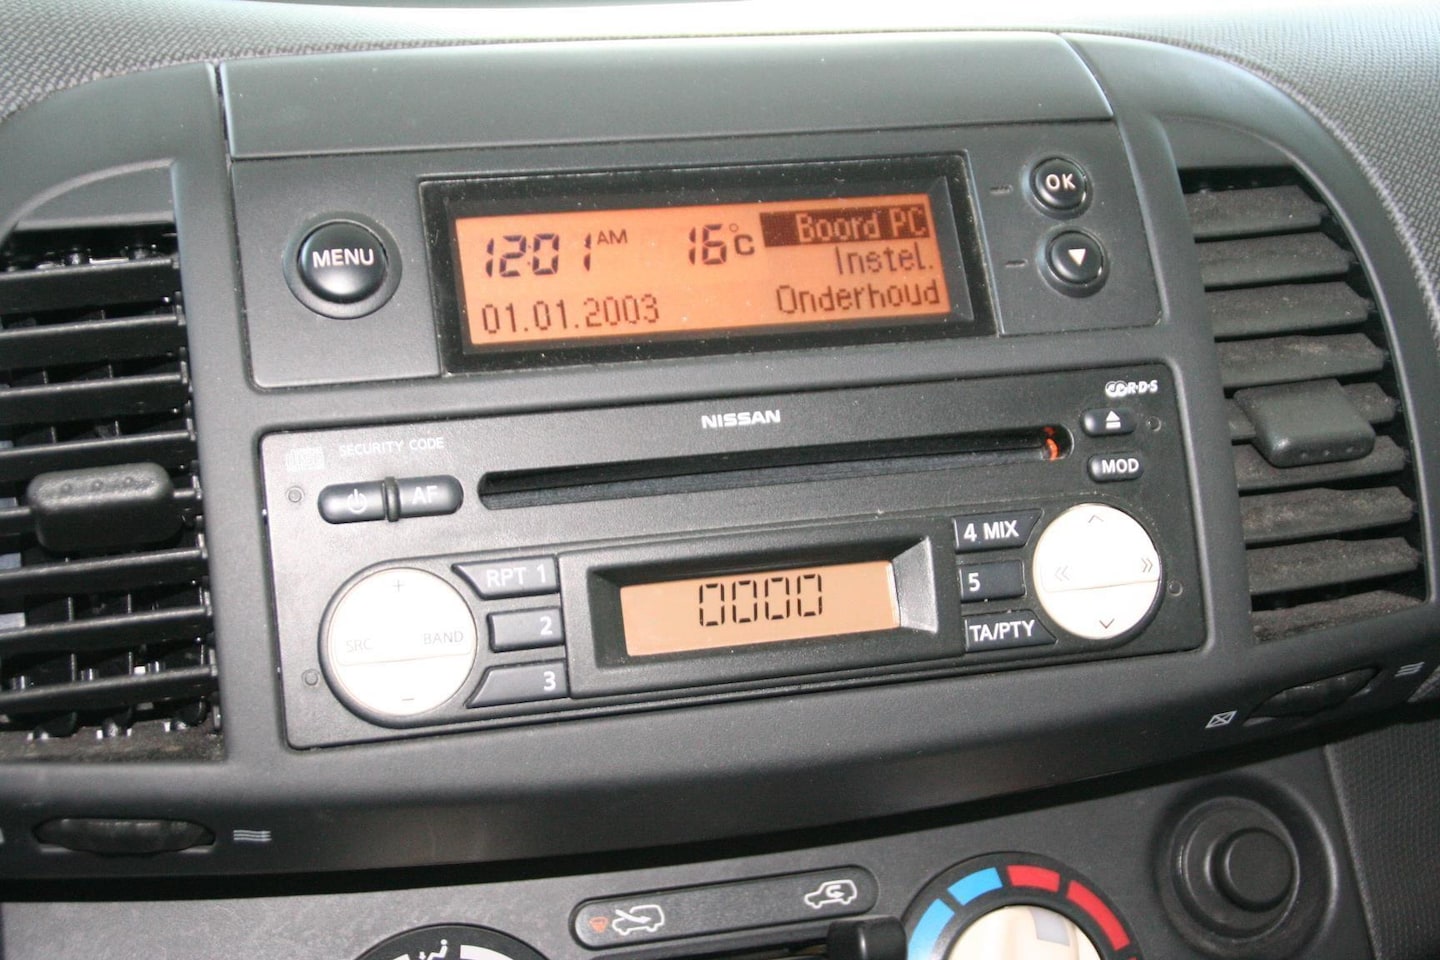 MENU
12:01 AM 16°C Boord PC
Instel.
01.01.2003 Onderhoud
OK
▼
NISSAN
R·D·S
SECURITY CODE
AF
MOD
RPT 1
2
3
0000
4 MIX
5
TA/PTY
+
SRC BAND
−